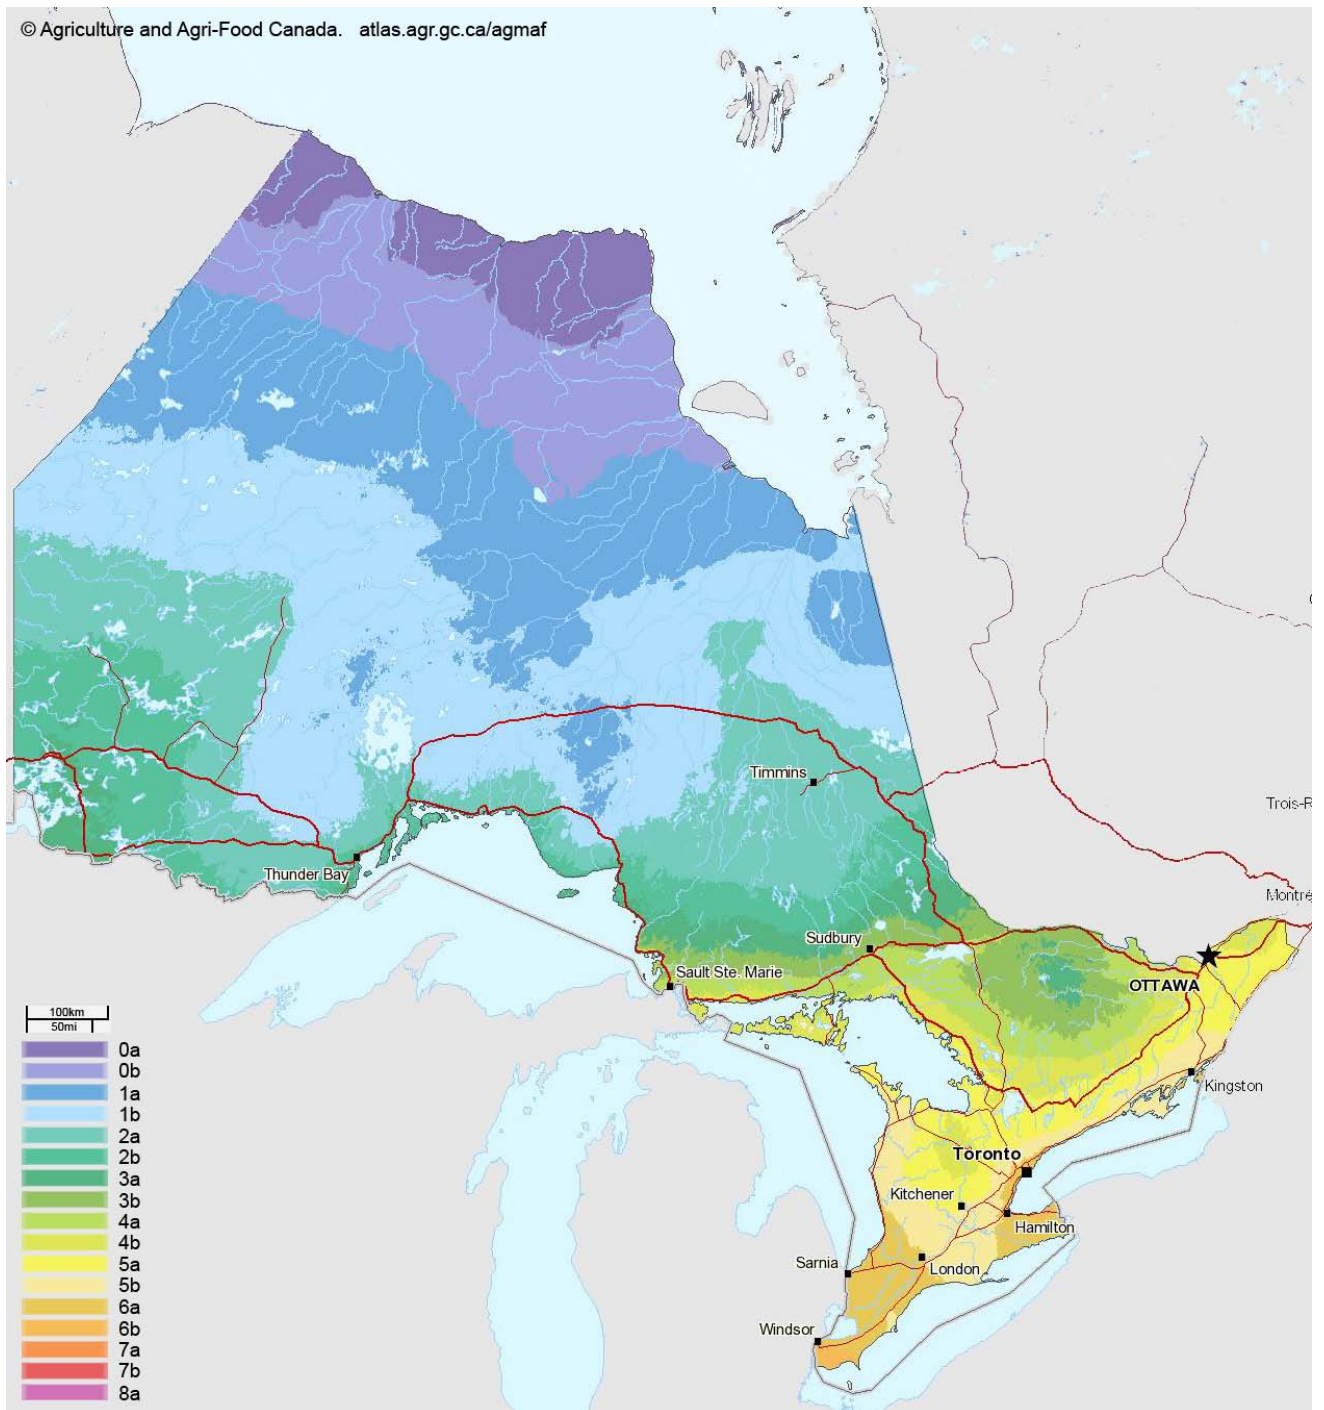 © Agriculture and Agri-Food Canada. atlas.agr.gc.ca/agmaf
Timmins
Trois-R
Thunder Bay
Montré
Sudbury
Sault Ste. Marie
OTTAWA
100km
50mi
0a
0b
1a
1b
2a
2b
3a
3b
4a
4b
5a
5b
6a
6b
7a
7b
8a
Kingston
Toronto
Kitchener
Hamilton
Sarnia
London
Windsor